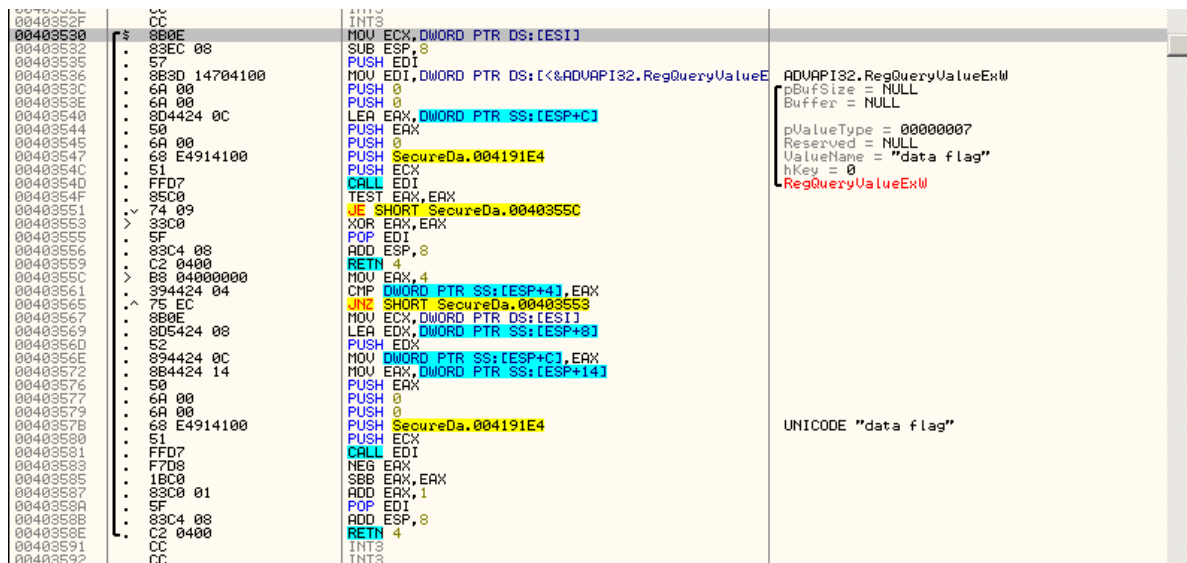 0040352F CC INT3
00403530 $ 8B0E MOV ECX,DWORD PTR DS:[ESI]
00403532 . 83EC 08 SUB ESP,8
00403535 . 57 PUSH EDI
00403536 . 8B3D 14704100 MOV EDI,DWORD PTR DS:[<&ADVAPI32.RegQueryValueE ADVAPI32.RegQueryValueExW
0040353C . 6A 00 PUSH 0 pBufSize = NULL
0040353E . 6A 00 PUSH 0 Buffer = NULL
00403540 . 8D4424 0C LEA EAX,DWORD PTR SS:[ESP+C]
00403544 . 50 PUSH EAX pValueType = 00000007
00403545 . 6A 00 PUSH 0 Reserved = NULL
00403547 . 68 E4914100 PUSH SecureDa.004191E4 ValueName = "data flag"
0040354C . 51 PUSH ECX hKey = 0
0040354D . FFD7 CALL EDI RegQueryValueExW
0040354F . 85C0 TEST EAX,EAX
00403551 .v 74 09 JE SHORT SecureDa.0040355C
00403553 > 33C0 XOR EAX,EAX
00403555 . 5F POP EDI
00403556 . 83C4 08 ADD ESP,8
00403559 . C2 0400 RETN 4
0040355C > B8 04000000 MOV EAX,4
00403561 . 394424 04 CMP DWORD PTR SS:[ESP+4],EAX
00403565 .^ 75 EC JNZ SHORT SecureDa.00403553
00403567 . 8B0E MOV ECX,DWORD PTR DS:[ESI]
00403569 . 8D5424 08 LEA EDX,DWORD PTR SS:[ESP+8]
0040356D . 52 PUSH EDX
0040356E . 894424 0C MOV DWORD PTR SS:[ESP+C],EAX
00403572 . 8B4424 14 MOV EAX,DWORD PTR SS:[ESP+14]
00403576 . 50 PUSH EAX
00403577 . 6A 00 PUSH 0
00403579 . 6A 00 PUSH 0
0040357B . 68 E4914100 PUSH SecureDa.004191E4 UNICODE "data flag"
00403580 . 51 PUSH ECX
00403581 . FFD7 CALL EDI
00403583 . F7D8 NEG EAX
00403585 . 1BC0 SBB EAX,EAX
00403587 . 83C0 01 ADD EAX,1
0040358A . 5F POP EDI
0040358B . 83C4 08 ADD ESP,8
0040358E . C2 0400 RETN 4
00403591 CC INT3
00403592 CC INT3